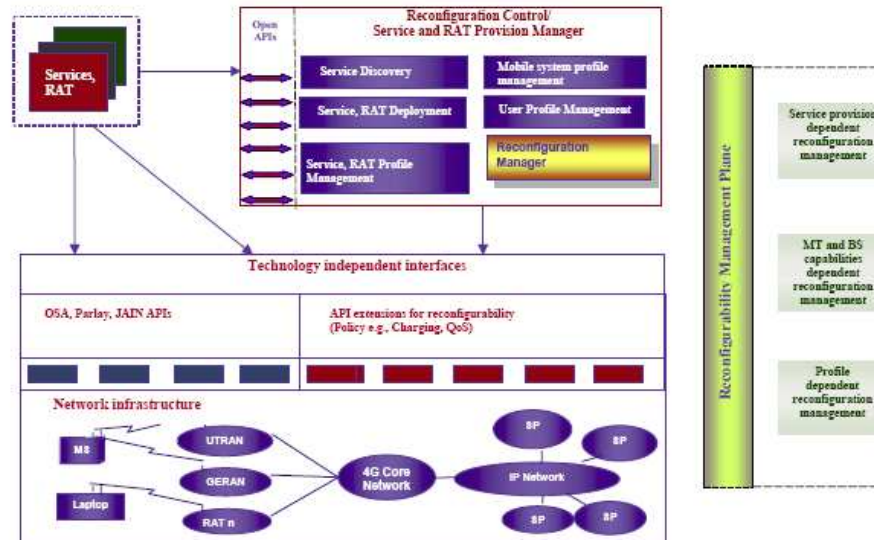 Services,
RAT
Open
APIs
Reconfiguration Control/
Service and RAT Provision Manager
Service Discovery
Mobile system profile
management
Service, RAT Deployment
User Profile Management
Service, RAT Profile
Management
Reconfiguration
Manager
Technology independent interfaces
OSA, Parlay, JAIN APIs
API extensions for reconfigurability
(Policy e.g., Charging, QoS)
Network infrastructure
MS
Laptop
UTRAN
GERAN
RAT n
4G Core
Network
IP Network
SP
SP
SP
SP
Reconfigurability Management Plane
Service provision
dependent
reconfiguration
management
MT and BS
capabilities
dependent
reconfiguration
management
Profile
dependent
reconfiguration
management